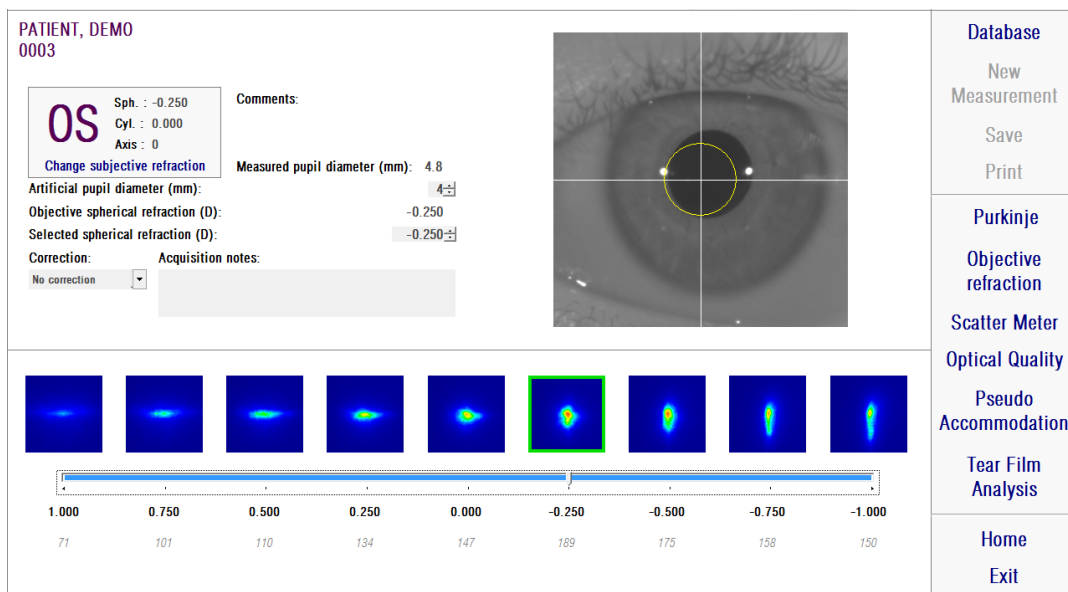 PATIENT, DEMO
0003
OS
Sph. : -0.250
Cyl. : 0.000
Axis : 0
Change subjective refraction
Comments:
Measured pupil diameter (mm): 4.8
Artificial pupil diameter (mm): 4
Objective spherical refraction (D): -0.250
Selected spherical refraction (D): -0.250
Correction: Acquisition notes:
No correction
1.000 0.750 0.500 0.250 0.000 -0.250 -0.500 -0.750 -1.000
71 101 110 134 147 189 175 158 150
Database
New
Measurement
Save
Print
Purkinje
Objective
refraction
Scatter Meter
Optical Quality
Pseudo
Accommodation
Tear Film
Analysis
Home
Exit